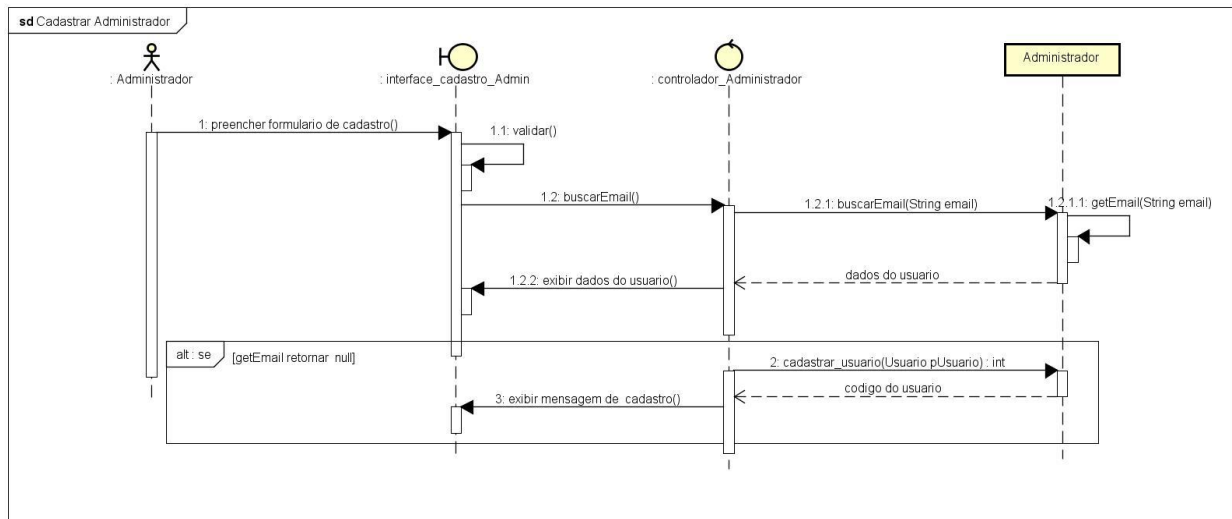 sd Cadastrar Administrador
: Administrador
: interface_cadastro_Admin
: controlador_Administrador
Administrador
1: preencher formulario de cadastro()
1.1: validar()
1.2: buscarEmail()
1.2.1: buscarEmail(String email)
1.2.1.1: getEmail(String email)
dados do usuario
1.2.2: exibir dados do usuario()
alt : se
[getEmail retornar null]
2: cadastrar_usuario(Usuario pUsuario) : int
codigo do usuario
3: exibir mensagem de cadastro()